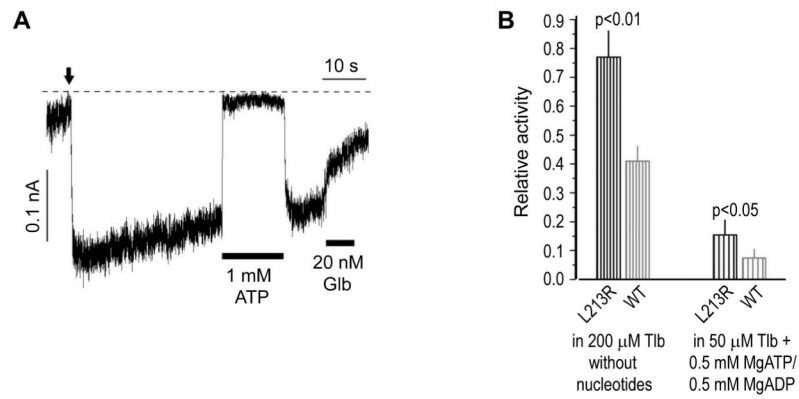 A
10 s
0.1 nA
1 mM
ATP
20 nM
Glb
B
Relative activity
0.9
0.8
0.7
0.6
0.5
0.4
0.3
0.2
0.1
0.0
p<0.01
p<0.05
L213R
WT
L213R
WT
in 200 μM Tlb
without
nucleotides
in 50 μM Tlb +
0.5 mM MgATP/
0.5 mM MgADP